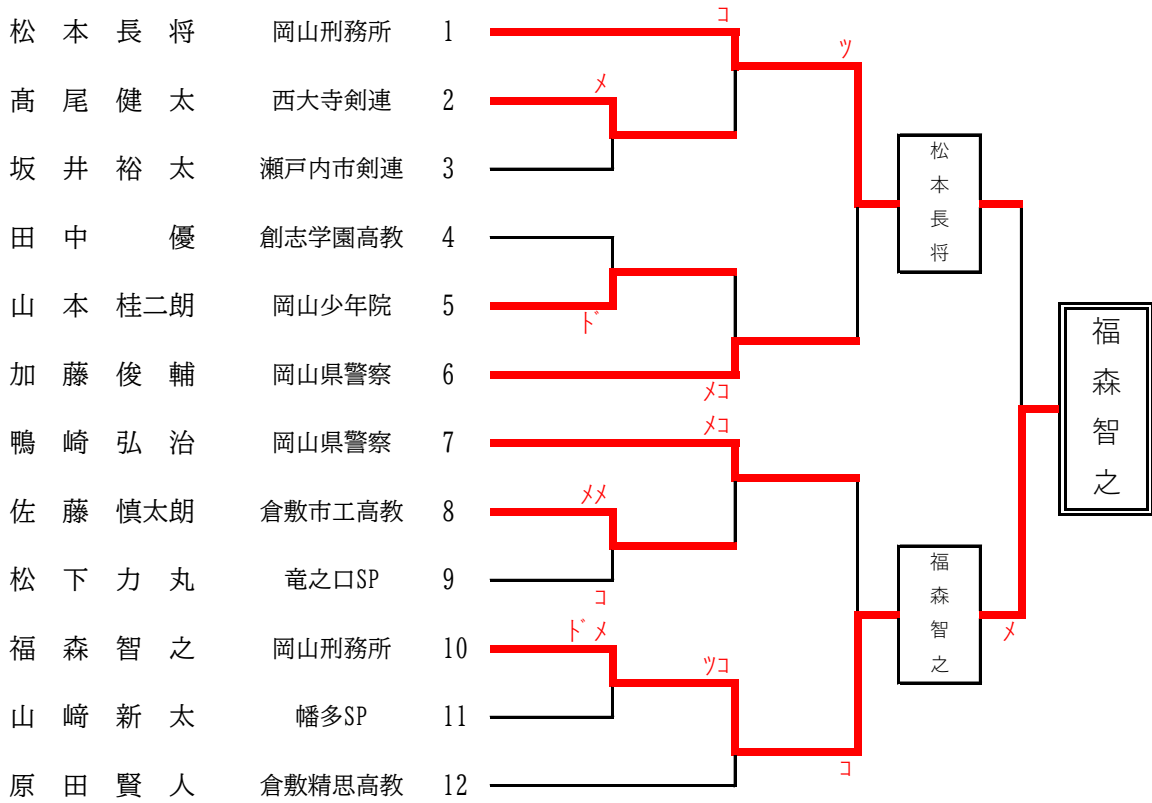 松本長将 岡山刑務所 1
髙尾健太 西大寺剣連 2
坂井裕太 瀬戸内市剣連 3
田中 優 創志学園高教 4
山本桂二朗 岡山少年院 5
加藤俊輔 岡山県警察 6
鴨崎弘治 岡山県警察 7
佐藤慎太朗 倉敷市工高教 8
松下力丸 竜之口SP 9
福森智之 岡山刑務所 10
山﨑新太 幡多SP 11
原田賢人 倉敷精思高教 12
メ
ド
メメ
コ
ドメ
コ
メコ
メコ
ツコ
ツ
コ
松本長将
福森智之
メ
福森智之